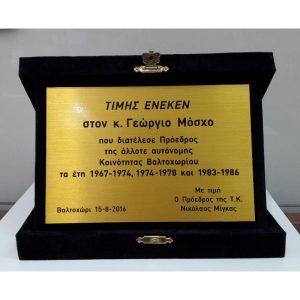 ΤΙΜΗΣ ΕΝΕΚΕΝ
στον κ. Γεώργιο Μόσχο
που διατέλεσε Πρόεδρος
της άλλοτε αυτόνομης
Κοινότητας Βαλτοχωρίου
τα έτη 1967-1974, 1974-1978 και 1983-1986
Με τιμή
Ο Πρόεδρος της Τ.Κ.
Βαλτοχώρι 15-8-2016 Νικόλαος Μίγκας